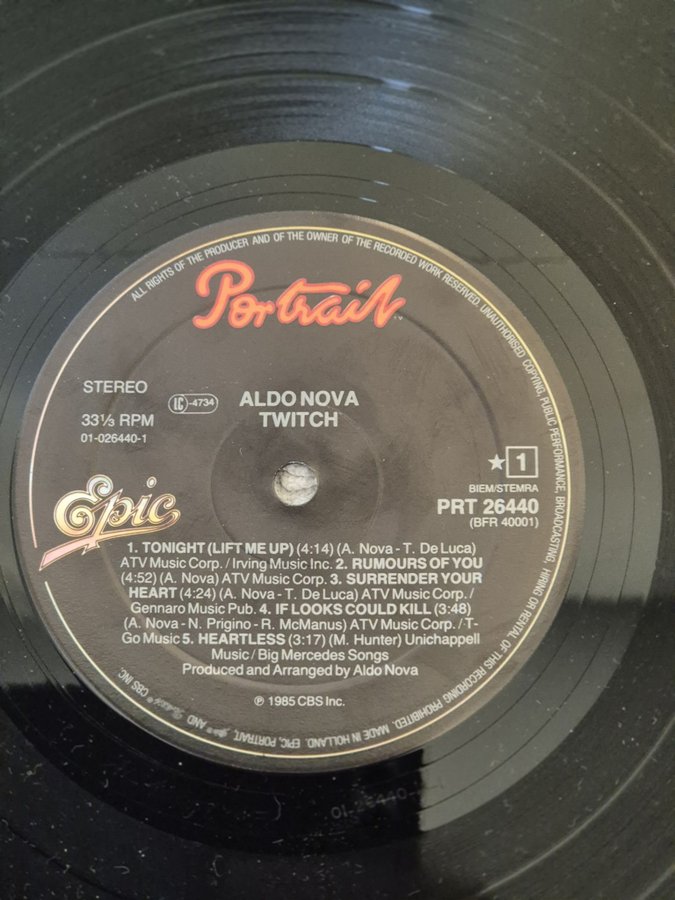 ALL RIGHTS OF THE PRODUCER AND OF THE OWNER OF THE RECORDED WORK RESERVED. UNAUTHORISED COPYING, PUBLIC PERFORMANCE, BROADCASTING, HIRING OR RENTAL OF THIS RECORDING PROHIBITED. MADE IN HOLLAND. EPIC, PORTRAIT,
AND
CBS INC.
Portrait
STEREO
33⅓ RPM
01-026440-1
LC-4734
ALDO NOVA
TWITCH
★ 1
BIEM/STEMRA
PRT 26440
(BFR 40001)
Epic
1. TONIGHT (LIFT ME UP) (4:14) (A. Nova - T. De Luca)
ATV Music Corp. / Irving Music Inc. 2. RUMOURS OF YOU
(4:52) (A. Nova) ATV Music Corp. 3. SURRENDER YOUR
HEART (4:24) (A. Nova - T. De Luca) ATV Music Corp. /
Gennaro Music Pub. 4. IF LOOKS COULD KILL (3:48)
(A. Nova - N. Prigino - R. McManus) ATV Music Corp. / T-
Go Music 5. HEARTLESS (3:17) (M. Hunter) Unichappell
Music / Big Mercedes Songs
Produced and Arranged by Aldo Nova
℗ 1985 CBS Inc.